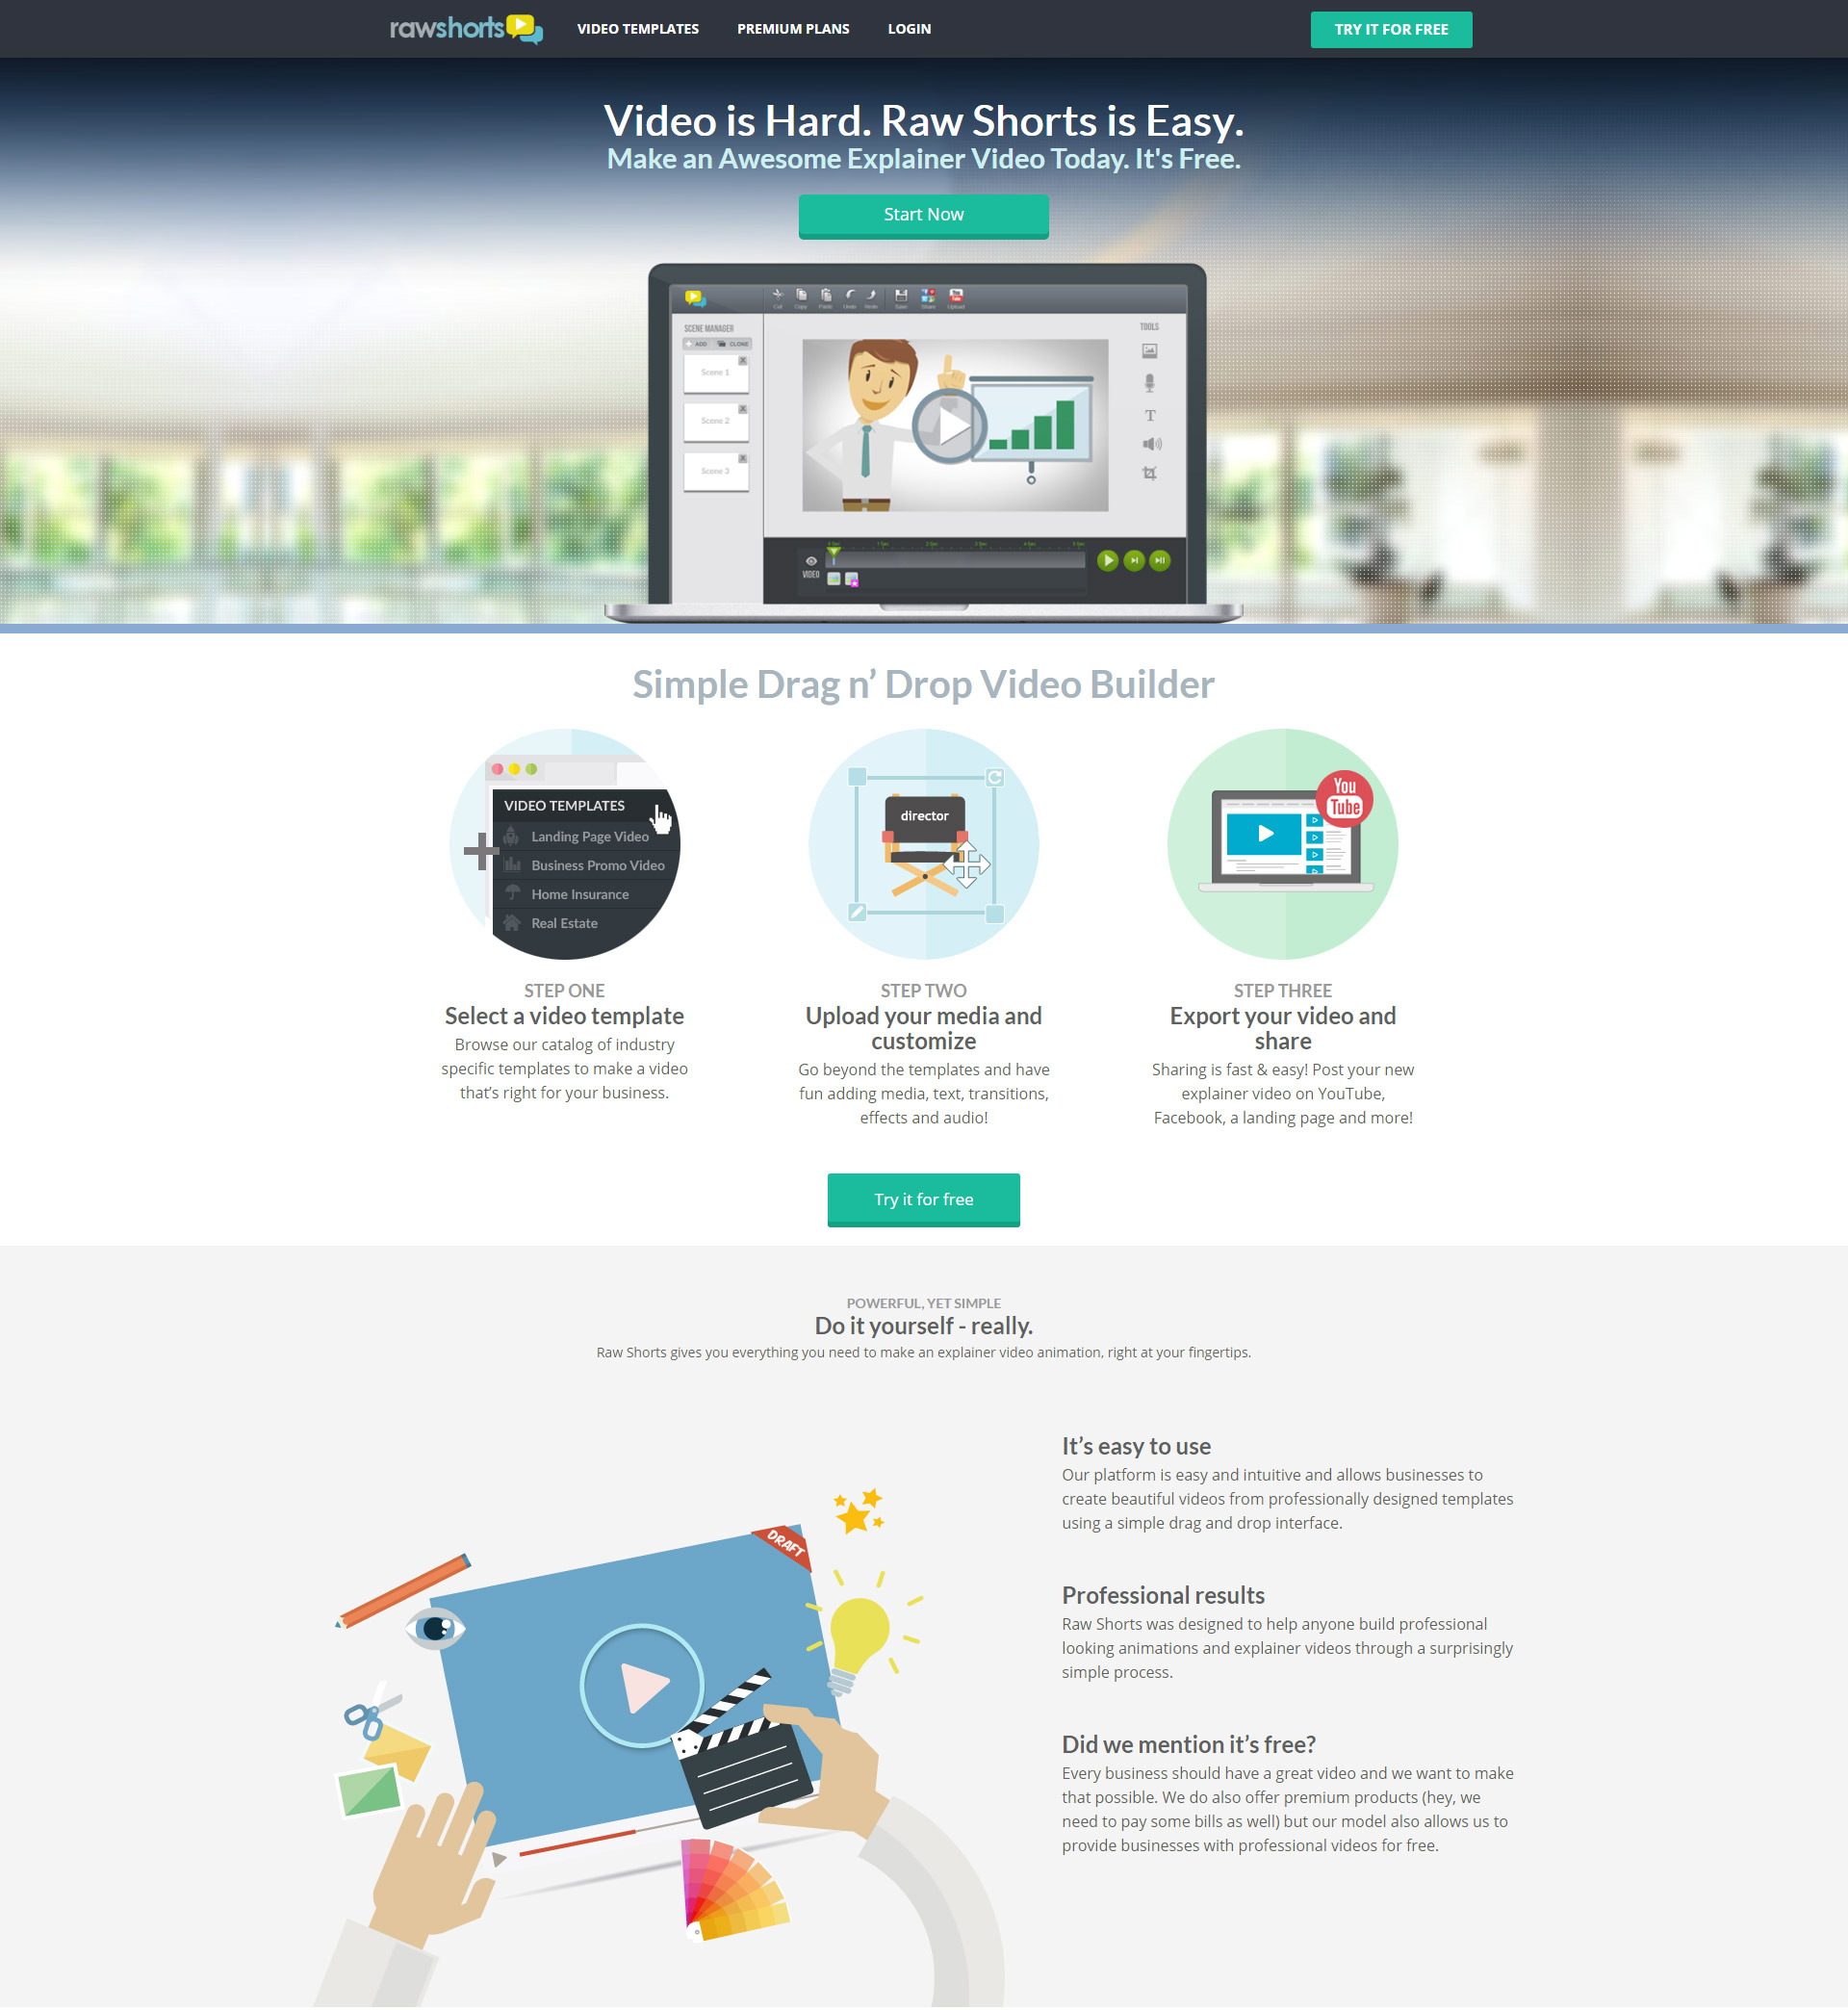 rawshorts
VIDEO TEMPLATES
PREMIUM PLANS
LOGIN
TRY IT FOR FREE
Video is Hard. Raw Shorts is Easy.
Make an Awesome Explainer Video Today. It's Free.
Start Now
Cut Copy Paste Undo Redo Save Share Upload
SCENE MANAGER
ADD CLONE
Scene 1
Scene 2
Scene 3
TOOLS
VIDEO
Simple Drag n’ Drop Video Builder
VIDEO TEMPLATES
Landing Page Video
Business Promo Video
Home Insurance
Real Estate
director
You
Tube
STEP ONE
Select a video template
Browse our catalog of industry
specific templates to make a video
that’s right for your business.
STEP TWO
Upload your media and
customize
Go beyond the templates and have
fun adding media, text, transitions,
effects and audio!
STEP THREE
Export your video and
share
Sharing is fast & easy! Post your new
explainer video on YouTube,
Facebook, a landing page and more!
Try it for free
POWERFUL, YET SIMPLE
Do it yourself - really.
Raw Shorts gives you everything you need to make an explainer video animation, right at your fingertips.
DRAFT
It’s easy to use
Our platform is easy and intuitive and allows businesses to
create beautiful videos from professionally designed templates
using a simple drag and drop interface.
Professional results
Raw Shorts was designed to help anyone build professional
looking animations and explainer videos through a surprisingly
simple process.
Did we mention it’s free?
Every business should have a great video and we want to make
that possible. We do also offer premium products (hey, we
need to pay some bills as well) but our model also allows us to
provide businesses with professional videos for free.